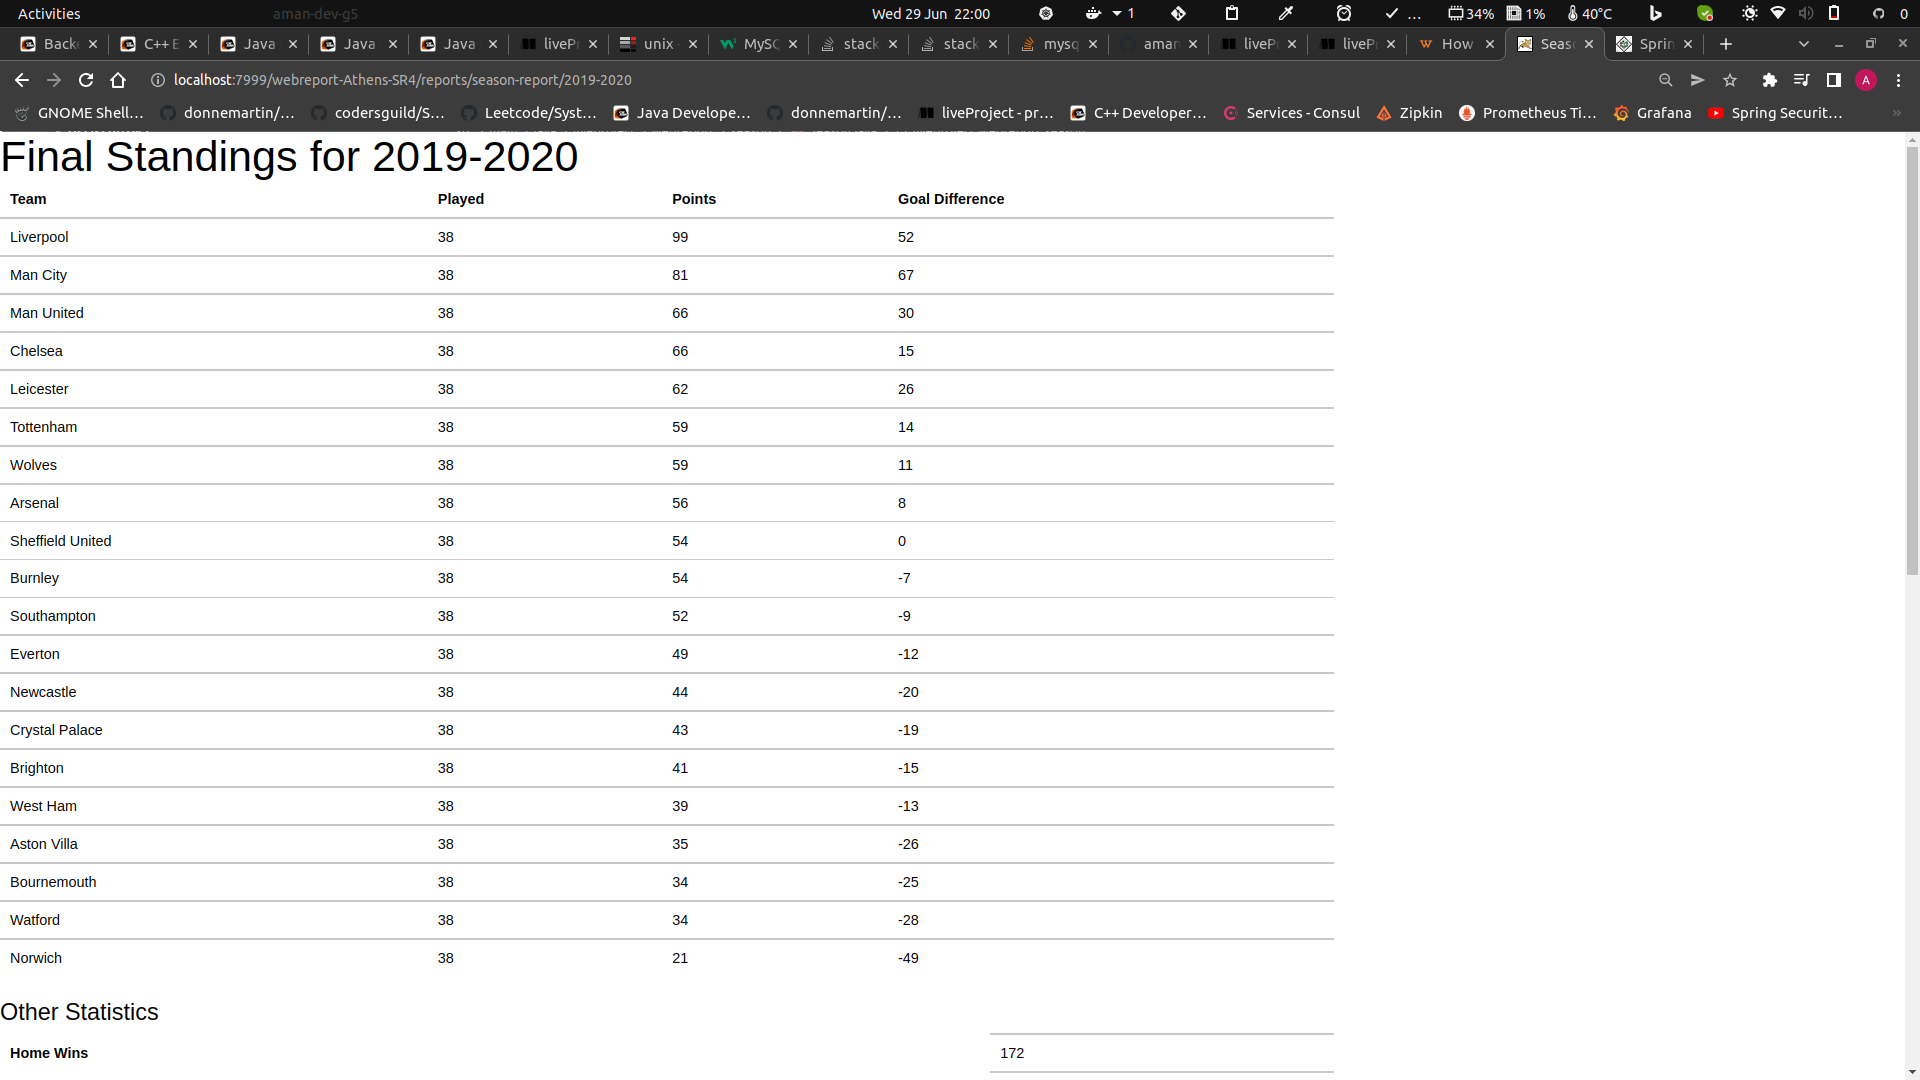 Activities aman-dev-g5 Wed 29 Jun 22:00 1 ... 34% 1% 40°C 0
Back C++ E Java Java Java liveP unix MySQ stack stack mysq aman liveP liveP How Seas Sprin
localhost:7999/webreport-Athens-SR4/reports/season-report/2019-2020 A
GNOME Shell... donnemartin/... codersguild/S... Leetcode/Syst... Java Develope... donnemartin/... liveProject - pr... C++ Developer... Services - Consul Zipkin Prometheus Ti... Grafana Spring Securit... »
Final Standings for 2019-2020
Team Played Points Goal Difference
Liverpool 38 99 52
Man City 38 81 67
Man United 38 66 30
Chelsea 38 66 15
Leicester 38 62 26
Tottenham 38 59 14
Wolves 38 59 11
Arsenal 38 56 8
Sheffield United 38 54 0
Burnley 38 54 -7
Southampton 38 52 -9
Everton 38 49 -12
Newcastle 38 44 -20
Crystal Palace 38 43 -19
Brighton 38 41 -15
West Ham 38 39 -13
Aston Villa 38 35 -26
Bournemouth 38 34 -25
Watford 38 34 -28
Norwich 38 21 -49
Other Statistics
Home Wins 172